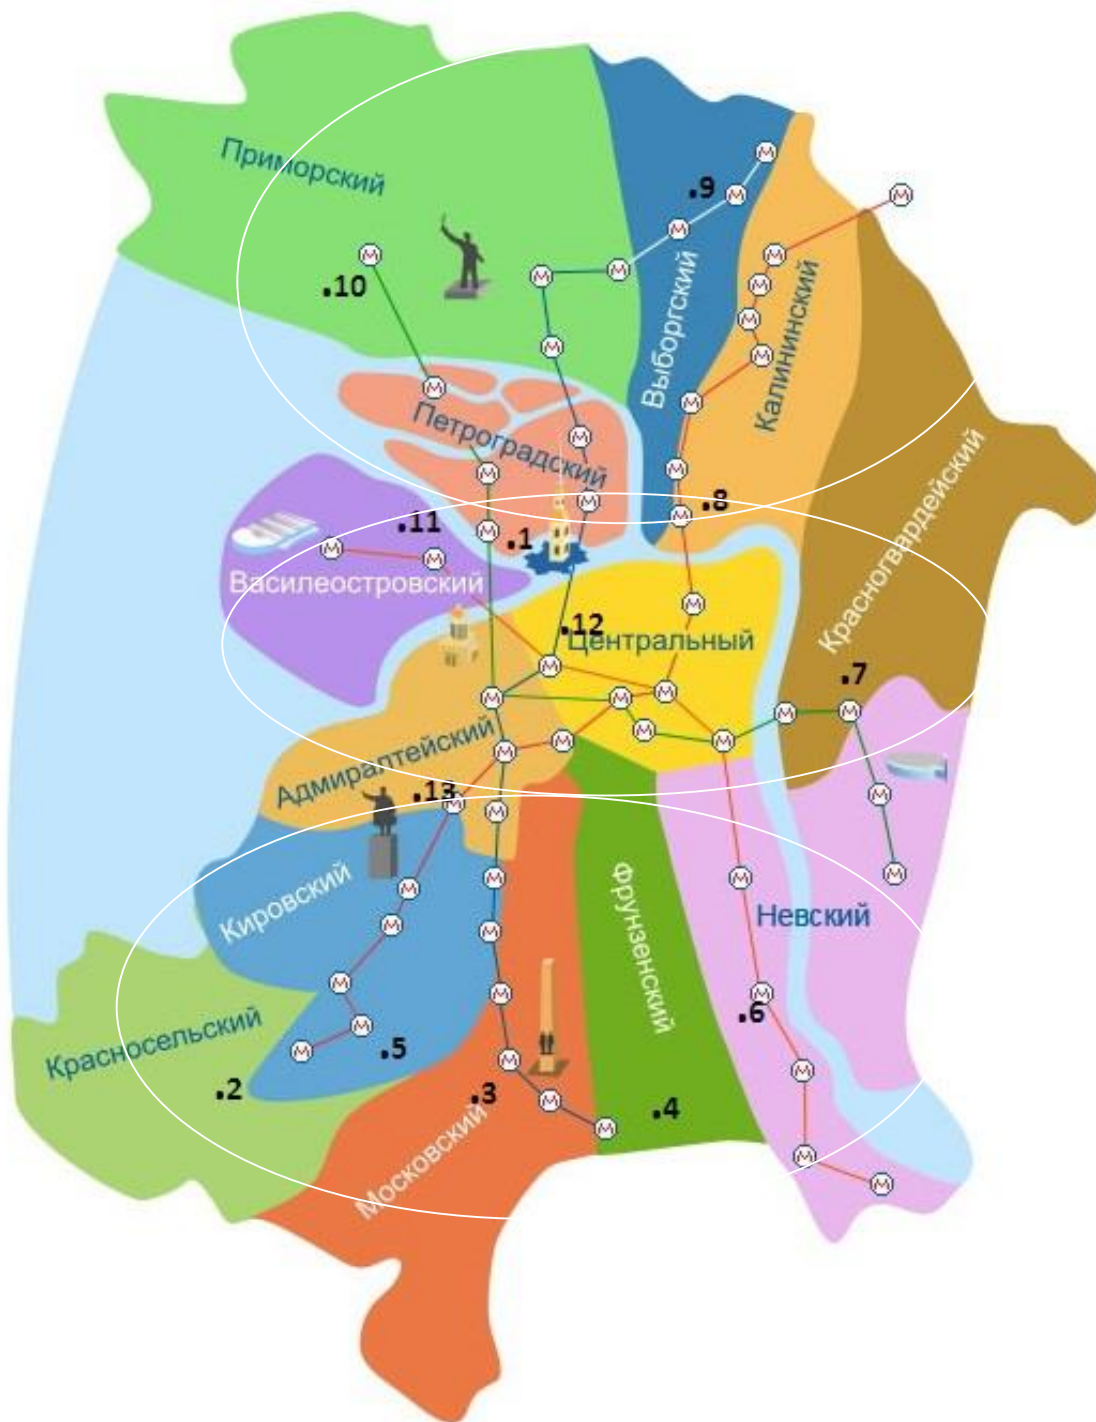 Приморский
.9
.10
Выборгский
Калининский
Петроградский
.8
.11
.1
Василеостровский
Красногвардейский
.12
Центральный
.7
Адмиралтейский
.13
Кировский
Фрунзенский
Невский
.6
Красносельский
.5
.2
.3
.4
Московский